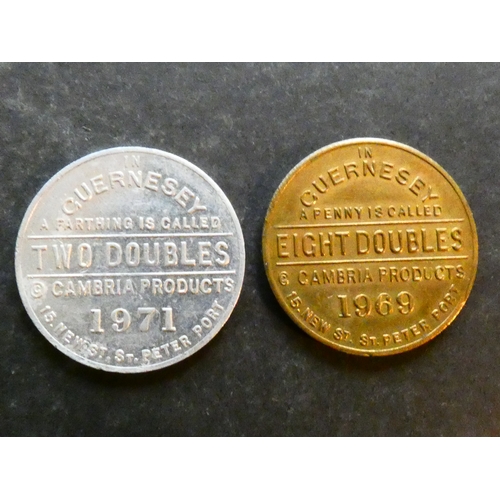 IN
GUERNESEY
A FARTHING IS CALLED
TWO DOUBLES
© CAMBRIA PRODUCTS
1971
15. NEW ST. ST. PETER PORT.
IN
GUERNESEY
A PENNY IS CALLED
EIGHT DOUBLES
© CAMBRIA PRODUCTS
1969
15. NEW ST. ST. PETER PORT.